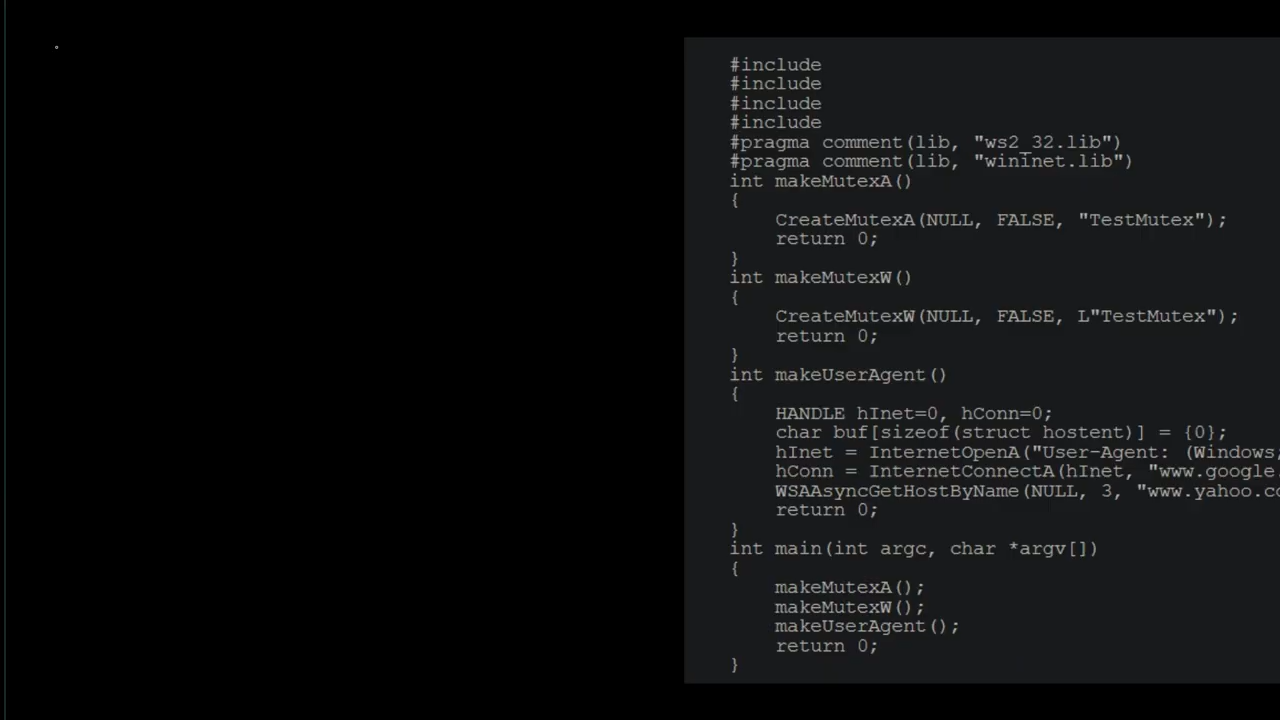 #include
#include
#include
#include
#pragma comment(lib, "ws2_32.lib")
#pragma comment(lib, "wininet.lib")
int makeMutexA()
{
    CreateMutexA(NULL, FALSE, "TestMutex");
    return 0;
}
int makeMutexW()
{
    CreateMutexW(NULL, FALSE, L"TestMutex");
    return 0;
}
int makeUserAgent()
{
    HANDLE hInet=0, hConn=0;
    char buf[sizeof(struct hostent)] = {0};
    hInet = InternetOpenA("User-Agent: (Windows;
    hConn = InternetConnectA(hInet, "www.google.
    WSAAsyncGetHostByName(NULL, 3, "www.yahoo.co
    return 0;
}
int main(int argc, char *argv[])
{
    makeMutexA();
    makeMutexW();
    makeUserAgent();
    return 0;
}